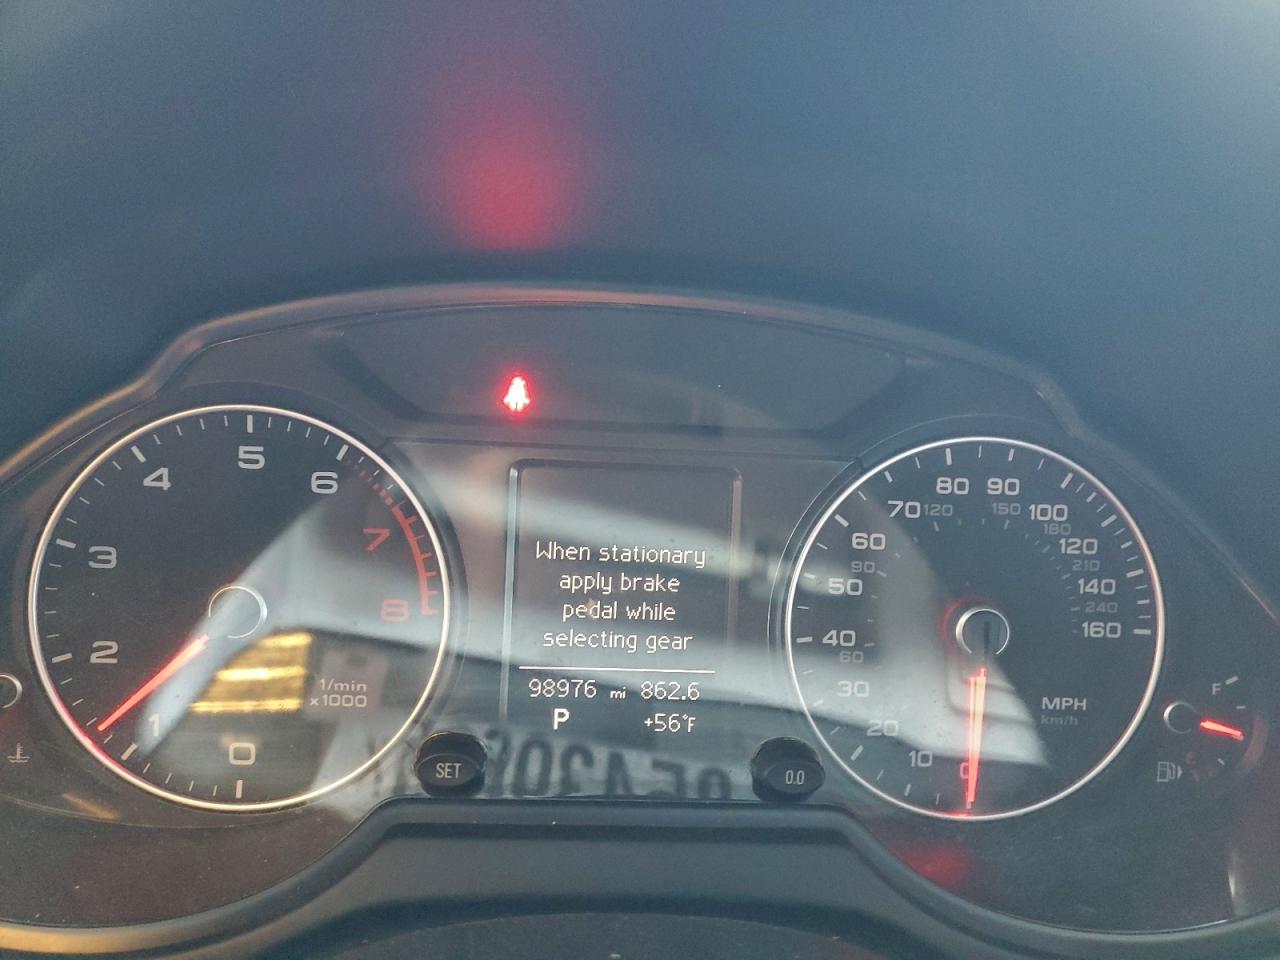 5
4
6
3
7
8
2
1/min
x1000
1
0
When stationary
apply brake
pedal while
selecting gear
98976 mi 862.6
P
+56°F
SET
0.0
80 90
70 120 150 100
180
60 120
90 210
50 140
240
40 160
60
30
MPH
km/h
20
10
0
F